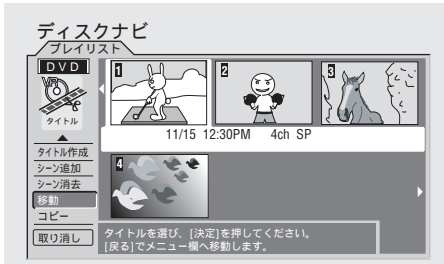 ディスクナビ
プレイリスト
DVD
VR
タイトル
タイトル作成
シーン追加
シーン消去
移動
コピー
取り消し
1
2
3
11/15 12:30PM 4ch SP
4
タイトルを選び、[決定]を押してください。
[戻る]でメニュー欄へ移動します。